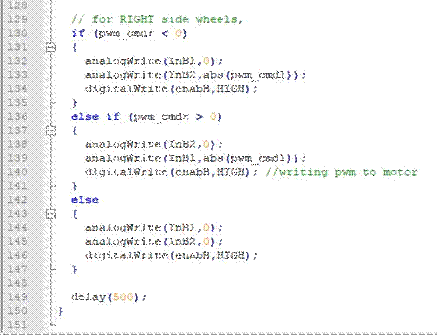 128
129 // for RIGHT side wheels,
130 if (pwm_cmdr < 0)
131 {
132 analogWrite(InB1,0);
133 analogWrite(InB2,abs(pwm_cmdl));
134 digitalWrite(enabB,HIGH);
135 }
136 else if (pwm_cmdr > 0)
137 {
138 analogWrite(InB2,0);
139 analogWrite(InB1,abs(pwm_cmdl));
140 digitalWrite(enabB,HIGH); //writing pwm to motor
141 }
142 else
143 {
144 analogWrite(InB1,0);
145 analogWrite(InB2,0);
146 digitalWrite(enabB,HIGH);
147 }
148
149 delay(500);
150 }
151